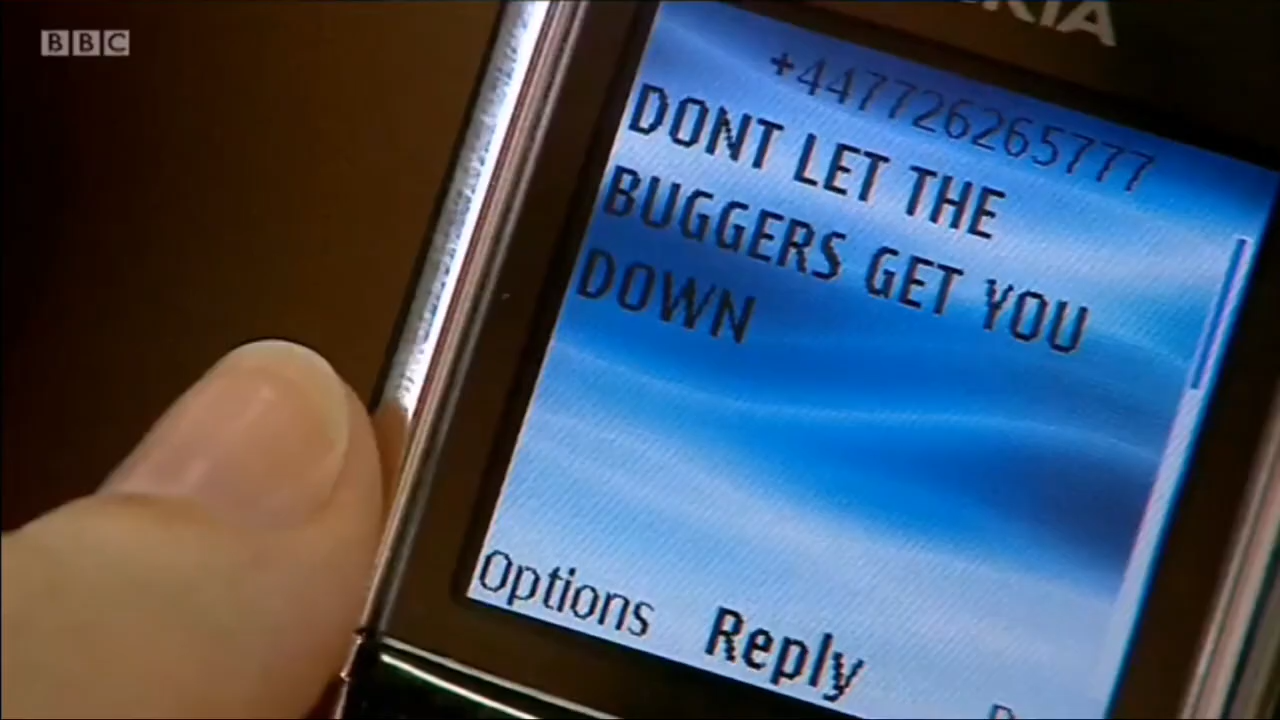 BBC
+447726265777
DONT LET THE
BUGGERS GET YOU
DOWN
Options Reply